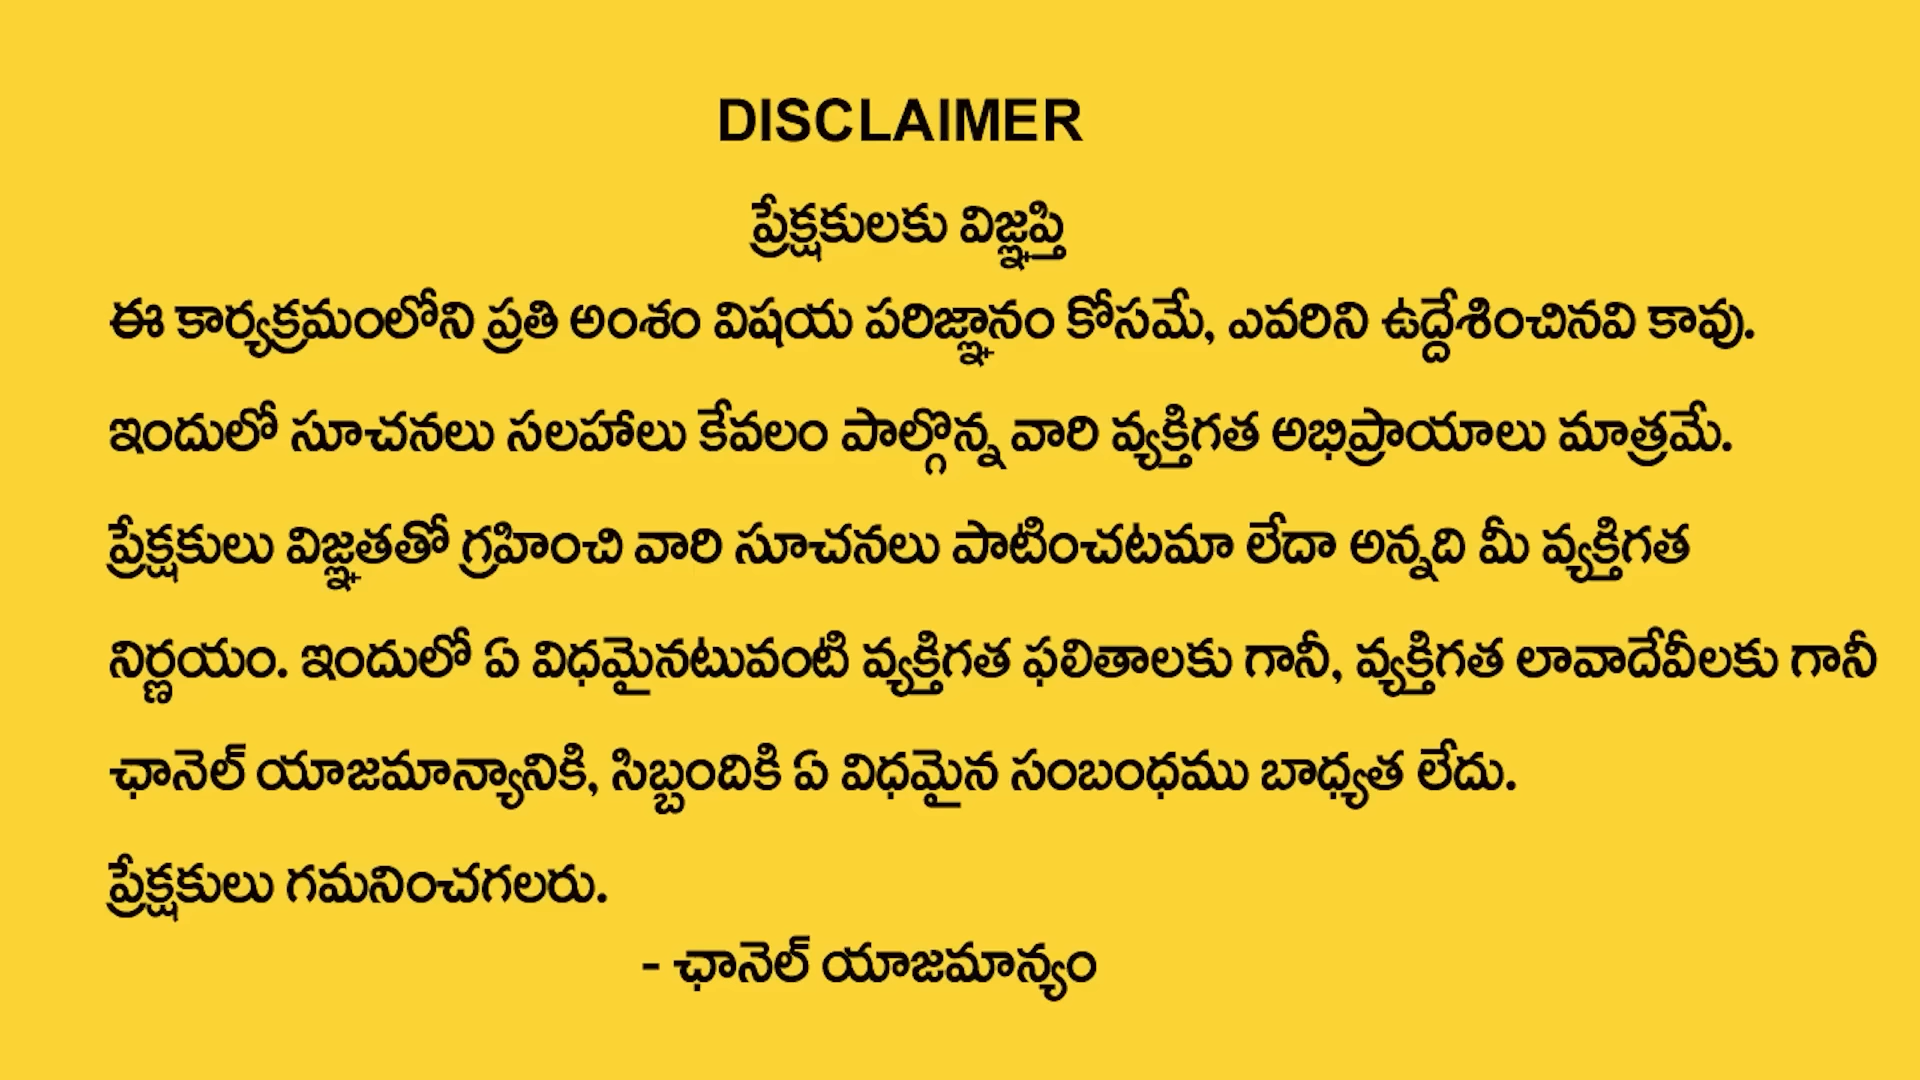 DISCLAIMER
ప్రేక్షకులకు విజ్ఞప్తి
ఈ కార్యక్రమంలోని ప్రతి అంశం విషయ పరిజ్ఞానం కోసమే, ఎవరిని ఉద్దేశించినవి కావు.
ఇందులో సూచనలు సలహాలు కేవలం పాల్గొన్న వారి వ్యక్తిగత అభిప్రాయాలు మాత్రమే.
ప్రేక్షకులు విజ్ఞతతో గ్రహించి వారి సూచనలు పాటించటమా లేదా అన్నది మీ వ్యక్తిగత
నిర్ణయం. ఇందులో ఏ విధమైనటువంటి వ్యక్తిగత ఫలితాలకు గానీ, వ్యక్తిగత లావాదేవీలకు గానీ
ఛానెల్ యాజమాన్యానికి, సిబ్బందికి ఏ విధమైన సంబంధము బాధ్యత లేదు.
ప్రేక్షకులు గమనించగలరు.
- ఛానెల్ యాజమాన్యం